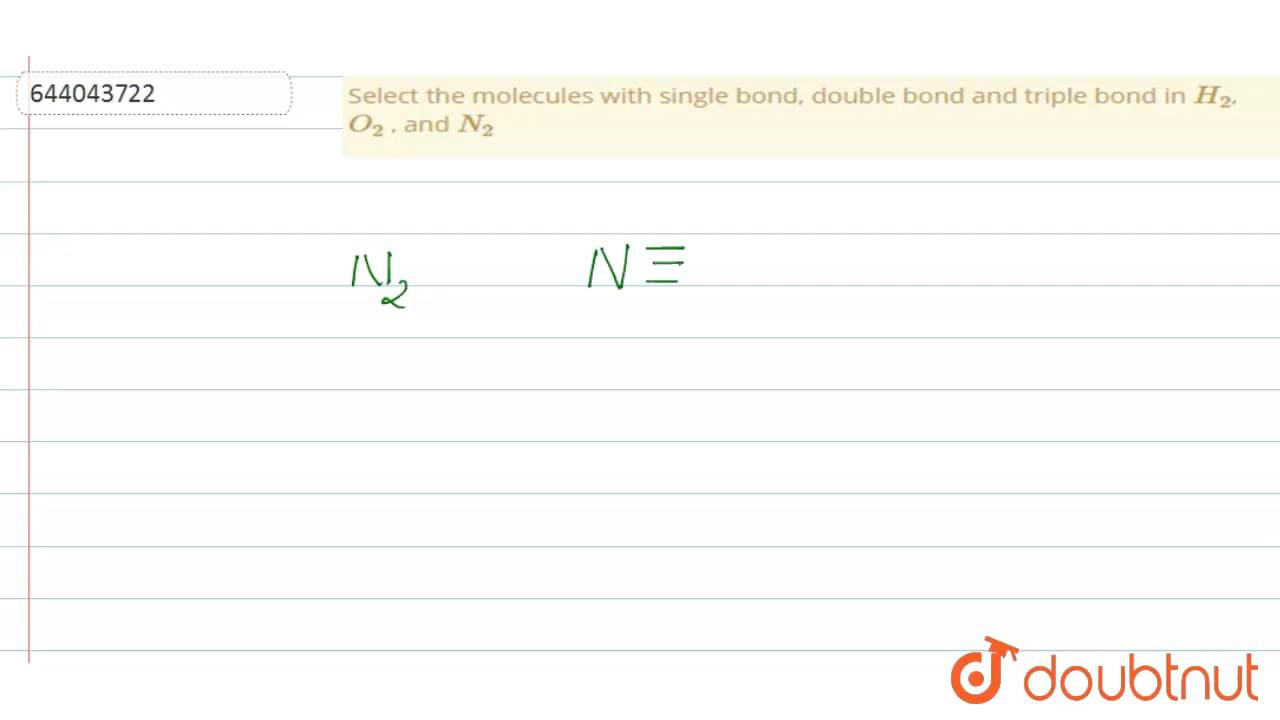 644043722
Select the molecules with single bond, double bond and triple bond in H₂,
O₂ , and N₂
N₂ N≡
doubtnut